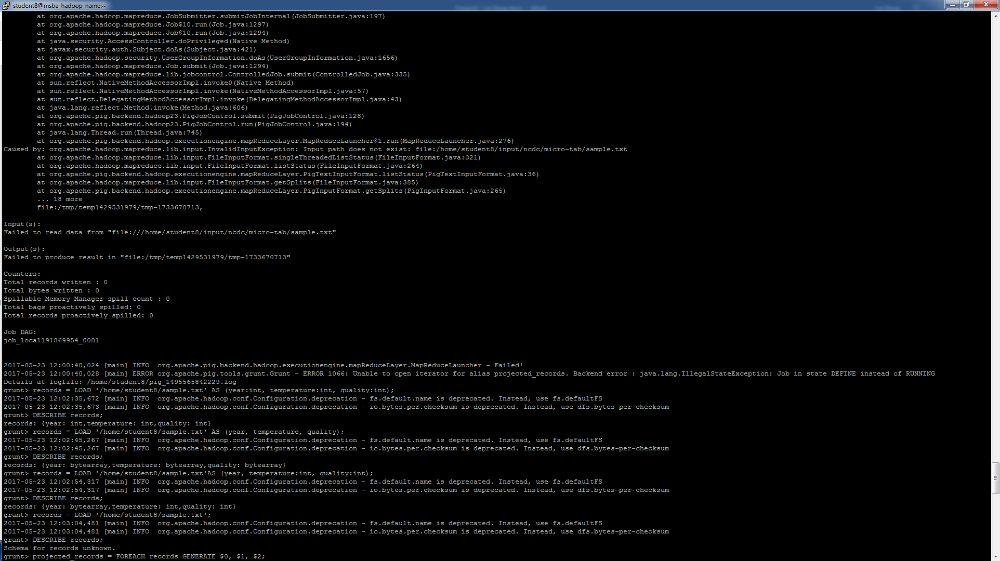 student8@msba-hadoop-name:~
at org.apache.hadoop.mapreduce.JobSubmitter.submitJobInternal(JobSubmitter.java:197)
at org.apache.hadoop.mapreduce.Job$10.run(Job.java:1297)
at org.apache.hadoop.mapreduce.Job$10.run(Job.java:1294)
at java.security.AccessController.doPrivileged(Native Method)
at javax.security.auth.Subject.doAs(Subject.java:421)
at org.apache.hadoop.security.UserGroupInformation.doAs(UserGroupInformation.java:1656)
at org.apache.hadoop.mapreduce.Job.submit(Job.java:1294)
at org.apache.hadoop.mapreduce.lib.jobcontrol.ControlledJob.submit(ControlledJob.java:335)
at sun.reflect.NativeMethodAccessorImpl.invoke0(Native Method)
at sun.reflect.NativeMethodAccessorImpl.invoke(NativeMethodAccessorImpl.java:57)
at sun.reflect.DelegatingMethodAccessorImpl.invoke(DelegatingMethodAccessorImpl.java:43)
at java.lang.reflect.Method.invoke(Method.java:606)
at org.apache.pig.backend.hadoop23.PigJobControl.submit(PigJobControl.java:128)
at org.apache.pig.backend.hadoop23.PigJobControl.run(PigJobControl.java:194)
at java.lang.Thread.run(Thread.java:745)
at org.apache.pig.backend.hadoop.executionengine.mapReduceLayer.MapReduceLauncher$1.run(MapReduceLauncher.java:276)
Caused by: org.apache.hadoop.mapreduce.lib.input.InvalidInputException: Input path does not exist: file:/home/student8/input/ncdc/micro-tab/sample.txt
at org.apache.hadoop.mapreduce.lib.input.FileInputFormat.singleThreadedListStatus(FileInputFormat.java:321)
at org.apache.hadoop.mapreduce.lib.input.FileInputFormat.listStatus(FileInputFormat.java:264)
at org.apache.pig.backend.hadoop.executionengine.mapReduceLayer.PigTextInputFormat.listStatus(PigTextInputFormat.java:36)
at org.apache.hadoop.mapreduce.lib.input.FileInputFormat.getSplits(FileInputFormat.java:385)
at org.apache.pig.backend.hadoop.executionengine.mapReduceLayer.PigInputFormat.getSplits(PigInputFormat.java:265)
... 18 more
file:/tmp/temp1429531979/tmp-1733670713,
Input(s):
Failed to read data from "file:///home/student8/input/ncdc/micro-tab/sample.txt"
Output(s):
Failed to produce result in "file:/tmp/temp1429531979/tmp-1733670713"
Counters:
Total records written : 0
Total bytes written : 0
Spillable Memory Manager spill count : 0
Total bags proactively spilled: 0
Total records proactively spilled: 0
Job DAG:
job_local191869954_0001
2017-05-23 12:00:40,024 [main] INFO  org.apache.pig.backend.hadoop.executionengine.mapReduceLayer.MapReduceLauncher - Failed!
2017-05-23 12:00:40,028 [main] ERROR org.apache.pig.tools.grunt.Grunt - ERROR 1066: Unable to open iterator for alias projected_records. Backend error : java.lang.IllegalStateException: Job in state DEFINE instead of RUNNING
Details at logfile: /home/student8/pig_1495565842229.log
grunt> records = LOAD '/home/student8/sample.txt' AS (year:int, temperature:int, quality:int);
2017-05-23 12:02:35,672 [main] INFO  org.apache.hadoop.conf.Configuration.deprecation - fs.default.name is deprecated. Instead, use fs.defaultFS
2017-05-23 12:02:35,673 [main] INFO  org.apache.hadoop.conf.Configuration.deprecation - io.bytes.per.checksum is deprecated. Instead, use dfs.bytes-per-checksum
grunt> DESCRIBE records;
records: {year: int,temperature: int,quality: int}
grunt> records = LOAD '/home/student8/sample.txt' AS (year, temperature, quality);
2017-05-23 12:02:45,267 [main] INFO  org.apache.hadoop.conf.Configuration.deprecation - fs.default.name is deprecated. Instead, use fs.defaultFS
2017-05-23 12:02:45,267 [main] INFO  org.apache.hadoop.conf.Configuration.deprecation - io.bytes.per.checksum is deprecated. Instead, use dfs.bytes-per-checksum
grunt> DESCRIBE records;
records: {year: bytearray,temperature: bytearray,quality: bytearray}
grunt> records = LOAD '/home/student8/sample.txt'AS (year, temperature:int, quality:int);
2017-05-23 12:02:54,317 [main] INFO  org.apache.hadoop.conf.Configuration.deprecation - fs.default.name is deprecated. Instead, use fs.defaultFS
2017-05-23 12:02:54,317 [main] INFO  org.apache.hadoop.conf.Configuration.deprecation - io.bytes.per.checksum is deprecated. Instead, use dfs.bytes-per-checksum
grunt> DESCRIBE records;
records: {year: bytearray,temperature: int,quality: int}
grunt> records = LOAD '/home/student8/sample.txt';
2017-05-23 12:03:04,481 [main] INFO  org.apache.hadoop.conf.Configuration.deprecation - fs.default.name is deprecated. Instead, use fs.defaultFS
2017-05-23 12:03:04,481 [main] INFO  org.apache.hadoop.conf.Configuration.deprecation - io.bytes.per.checksum is deprecated. Instead, use dfs.bytes-per-checksum
grunt> DESCRIBE records;
Schema for records unknown.
grunt> projected_records = FOREACH records GENERATE $0, $1, $2;